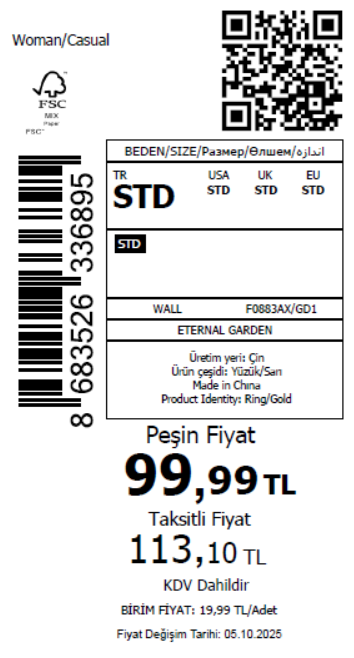 Woman/Casual
FSC
MIX
Paper
FSC™
BEDEN/SIZE/Размер/Өлшем/اندازه
TR USA UK EU
STD STD STD STD
STD
WALL F0883AX/GD1
ETERNAL GARDEN
Üretim yeri: Çin
Ürün çeşidi: Yüzük/Sarı
Made in China
Product Identity: Ring/Gold
8 683526 336895
Peşin Fiyat
99,99 TL
Taksitli Fiyat
113,10 TL
KDV Dahildir
BİRİM FİYAT: 19,99 TL/Adet
Fiyat Değişim Tarihi: 05.10.2025